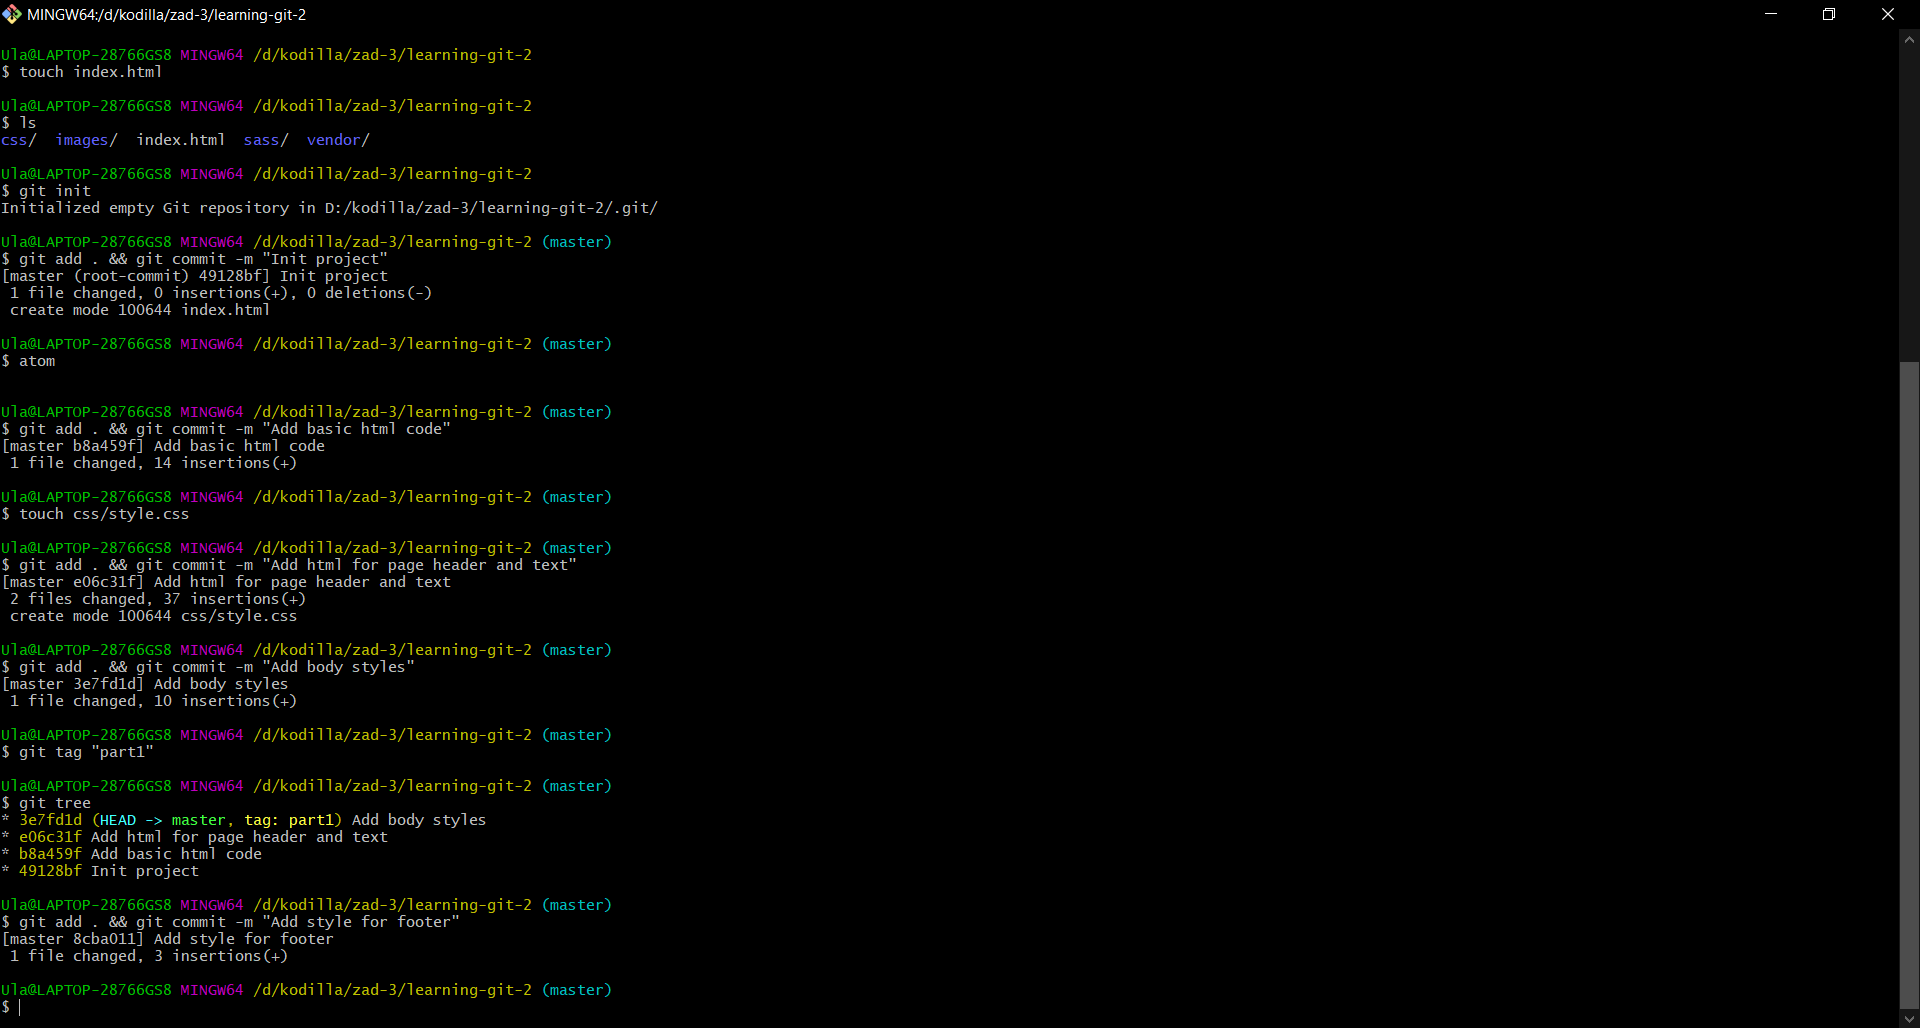 MINGW64:/d/kodilla/zad-3/learning-git-2
Ula@LAPTOP-28766GS8 MINGW64 /d/kodilla/zad-3/learning-git-2
$ touch index.html
Ula@LAPTOP-28766GS8 MINGW64 /d/kodilla/zad-3/learning-git-2
$ ls
css/  images/  index.html  sass/  vendor/
Ula@LAPTOP-28766GS8 MINGW64 /d/kodilla/zad-3/learning-git-2
$ git init
Initialized empty Git repository in D:/kodilla/zad-3/learning-git-2/.git/
Ula@LAPTOP-28766GS8 MINGW64 /d/kodilla/zad-3/learning-git-2 (master)
$ git add . && git commit -m "Init project"
[master (root-commit) 49128bf] Init project
 1 file changed, 0 insertions(+), 0 deletions(-)
 create mode 100644 index.html
Ula@LAPTOP-28766GS8 MINGW64 /d/kodilla/zad-3/learning-git-2 (master)
$ atom
Ula@LAPTOP-28766GS8 MINGW64 /d/kodilla/zad-3/learning-git-2 (master)
$ git add . && git commit -m "Add basic html code"
[master b8a459f] Add basic html code
 1 file changed, 14 insertions(+)
Ula@LAPTOP-28766GS8 MINGW64 /d/kodilla/zad-3/learning-git-2 (master)
$ touch css/style.css
Ula@LAPTOP-28766GS8 MINGW64 /d/kodilla/zad-3/learning-git-2 (master)
$ git add . && git commit -m "Add html for page header and text"
[master e06c31f] Add html for page header and text
 2 files changed, 37 insertions(+)
 create mode 100644 css/style.css
Ula@LAPTOP-28766GS8 MINGW64 /d/kodilla/zad-3/learning-git-2 (master)
$ git add . && git commit -m "Add body styles"
[master 3e7fd1d] Add body styles
 1 file changed, 10 insertions(+)
Ula@LAPTOP-28766GS8 MINGW64 /d/kodilla/zad-3/learning-git-2 (master)
$ git tag "part1"
Ula@LAPTOP-28766GS8 MINGW64 /d/kodilla/zad-3/learning-git-2 (master)
$ git tree
* 3e7fd1d (HEAD -> master, tag: part1) Add body styles
* e06c31f Add html for page header and text
* b8a459f Add basic html code
* 49128bf Init project
Ula@LAPTOP-28766GS8 MINGW64 /d/kodilla/zad-3/learning-git-2 (master)
$ git add . && git commit -m "Add style for footer"
[master 8cba011] Add style for footer
 1 file changed, 3 insertions(+)
Ula@LAPTOP-28766GS8 MINGW64 /d/kodilla/zad-3/learning-git-2 (master)
$